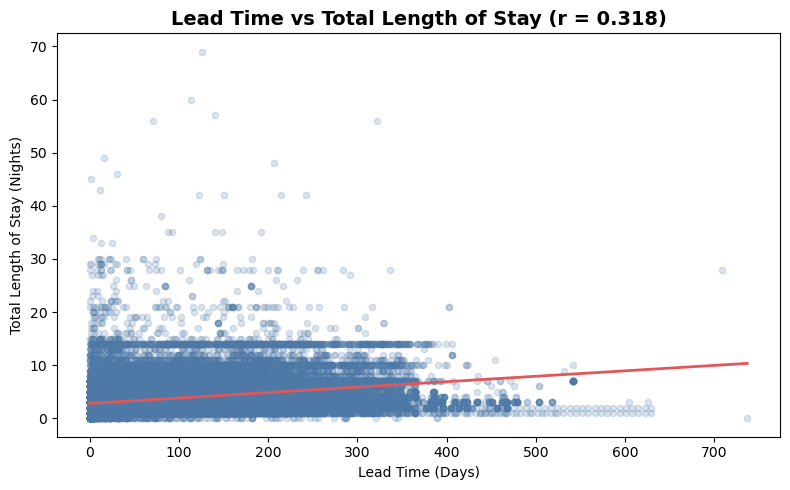 Lead Time vs Total Length of Stay (r = 0.318)
Total Length of Stay (Nights)
70
60
50
40
30
20
10
0
0 100 200 300 400 500 600 700
Lead Time (Days)